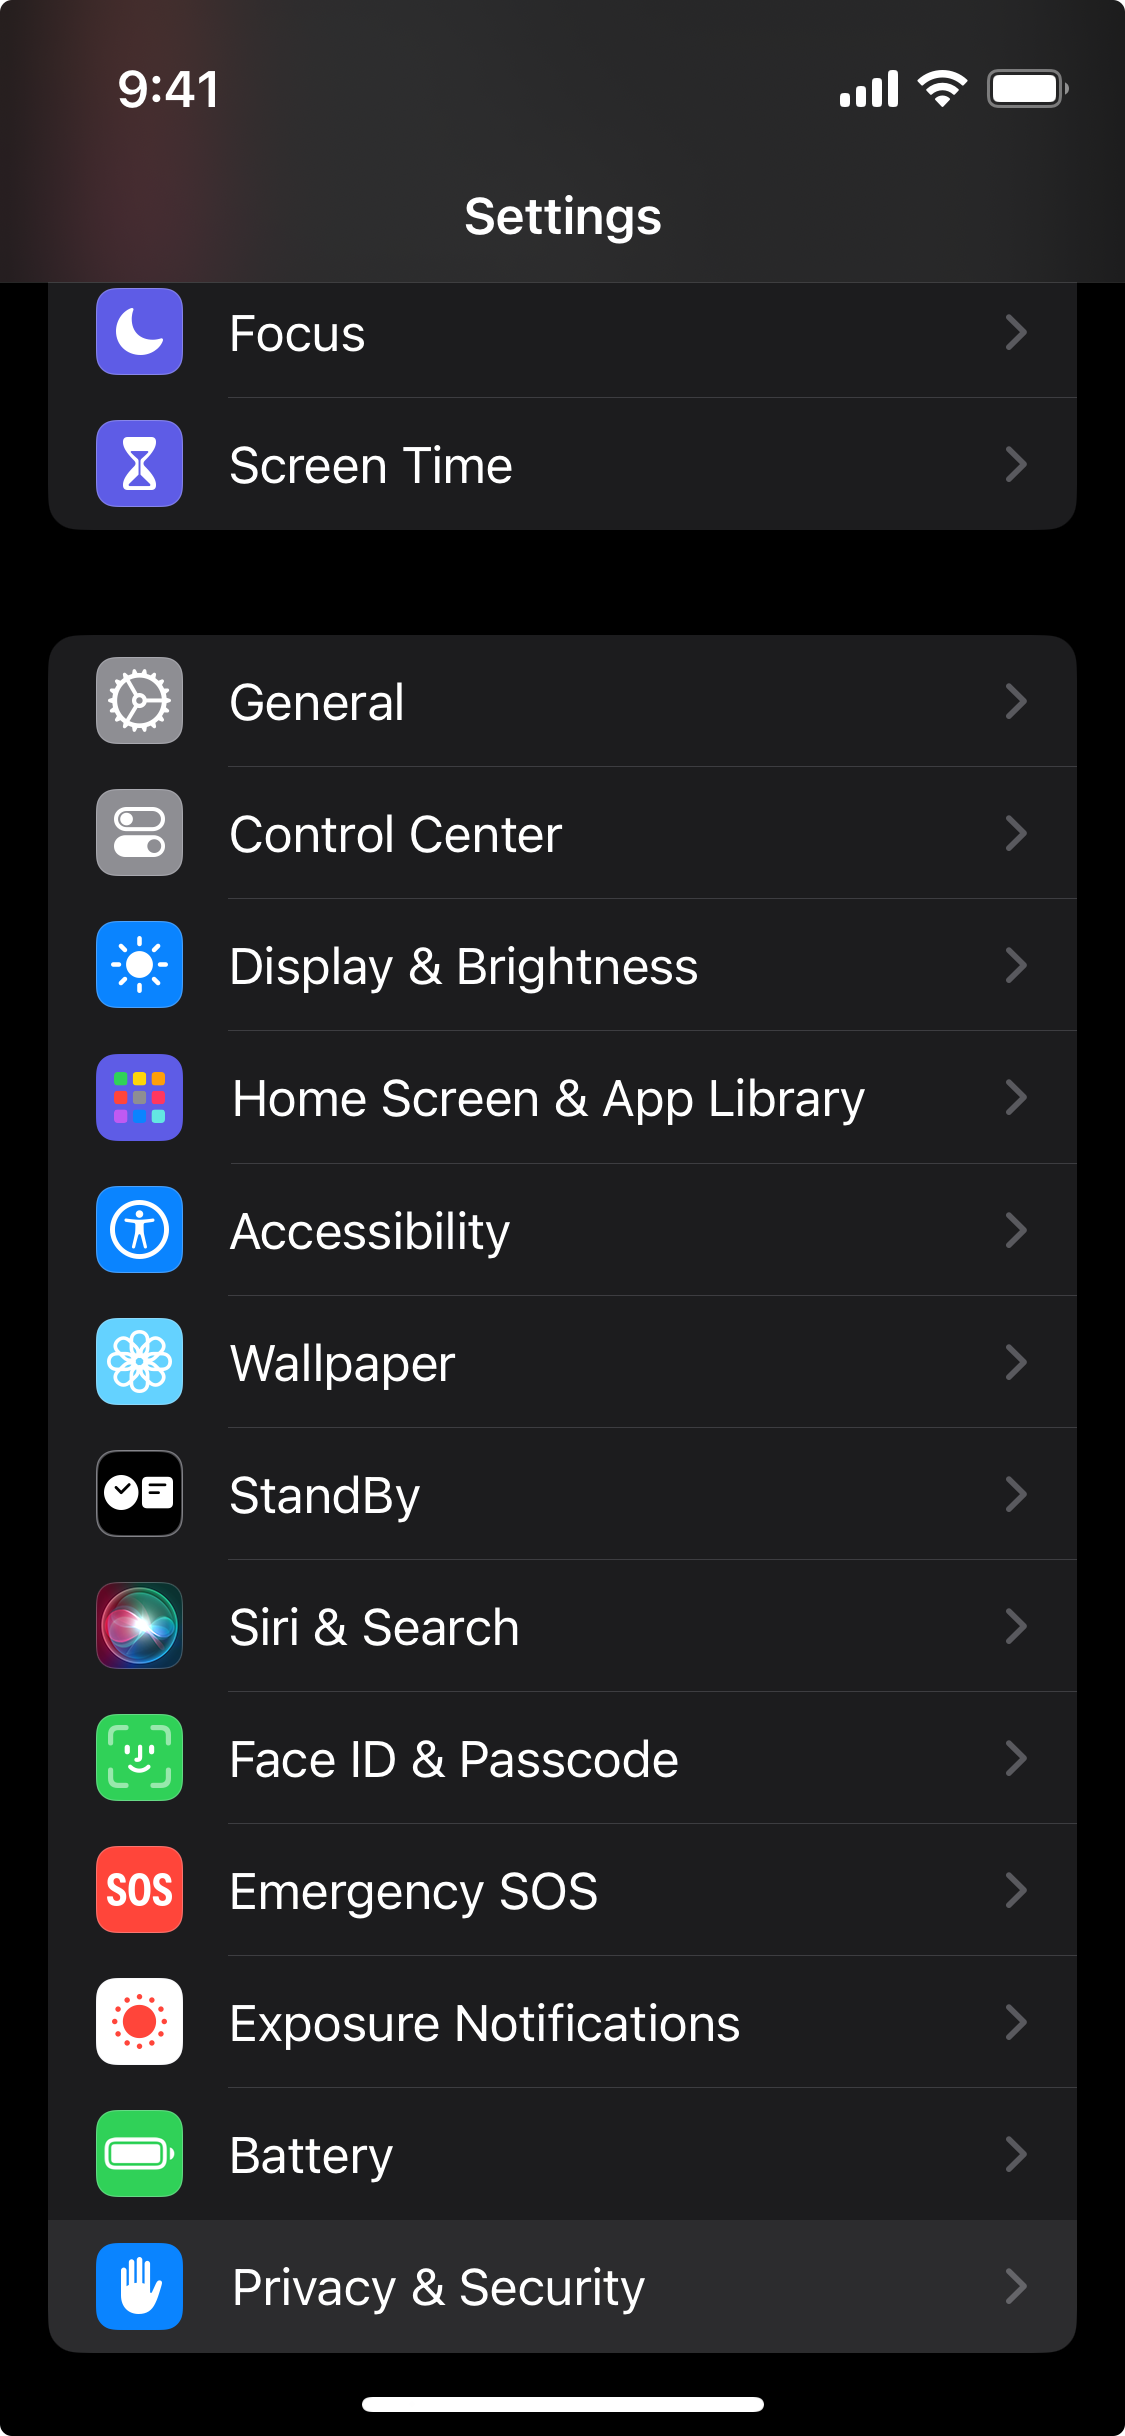 9:41
Settings
Focus
Screen Time
General
Control Center
Display & Brightness
Home Screen & App Library
Accessibility
Wallpaper
StandBy
Siri & Search
Face ID & Passcode
SOS Emergency SOS
Exposure Notifications
Battery
Privacy & Security